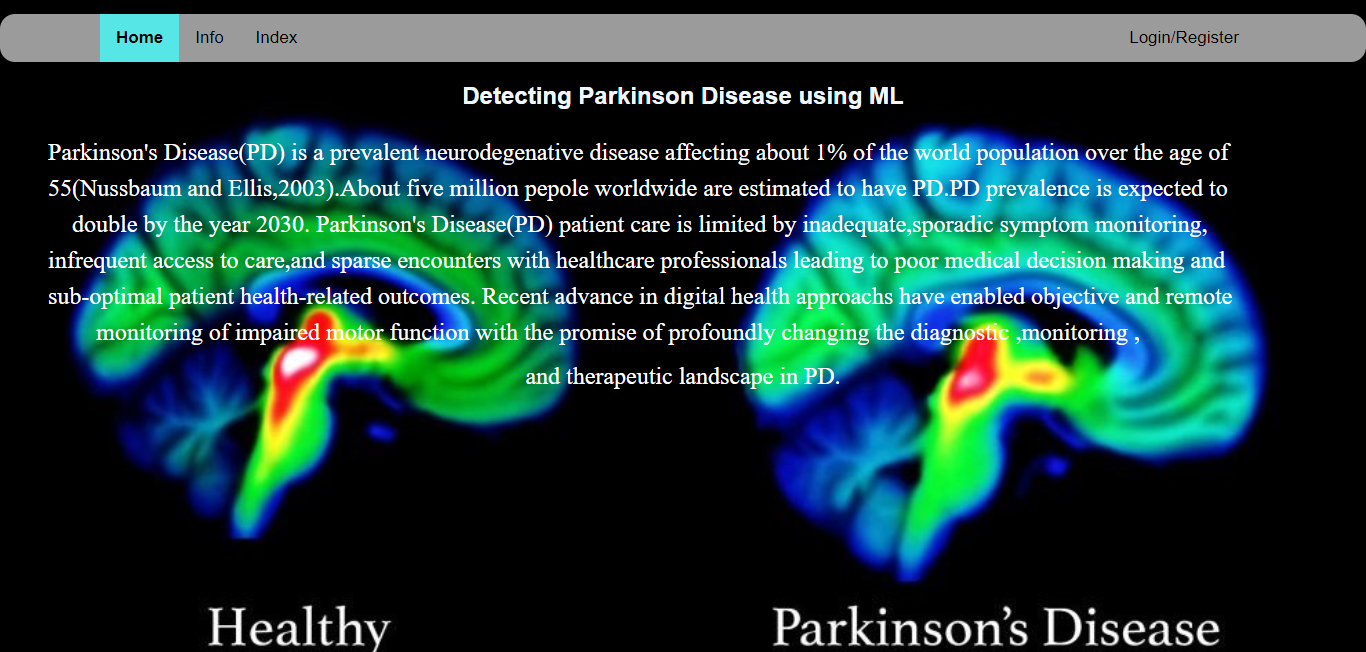 Home Info Index Login/Register
Detecting Parkinson Disease using ML
Parkinson's Disease(PD) is a prevalent neurodegenative disease affecting about 1% of the world population over the age of
55(Nussbaum and Ellis,2003).About five million pepole worldwide are estimated to have PD.PD prevalence is expected to
double by the year 2030. Parkinson's Disease(PD) patient care is limited by inadequate,sporadic symptom monitoring,
infrequent access to care,and sparse encounters with healthcare professionals leading to poor medical decision making and
sub-optimal patient health-related outcomes. Recent advance in digital health approachs have enabled objective and remote
monitoring of impaired motor function with the promise of profoundly changing the diagnostic ,monitoring ,
and therapeutic landscape in PD.
Healthy
Parkinson's Disease